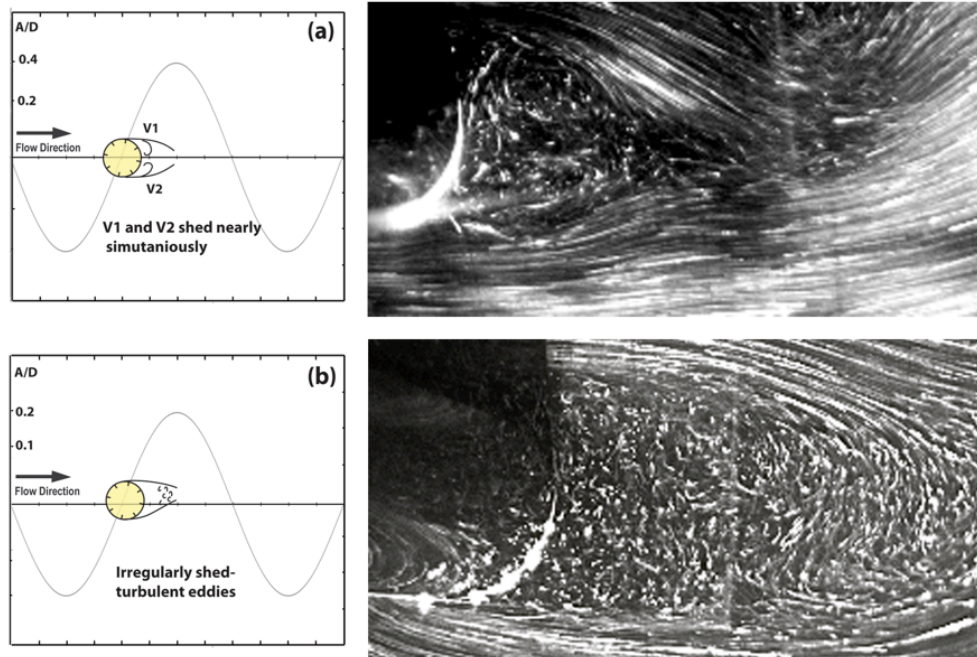 A/D
(a)
0.4
0.2
Flow Direction
V1
V2
V1 and V2 shed nearly
simutaniously
A/D
(b)
0.2
0.1
Flow Direction
Irregularly shed-
turbulent eddies